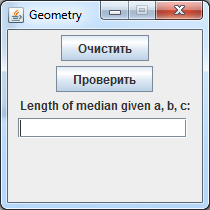 Geometry
Очистить
Проверить
Length of median given a, b, c: